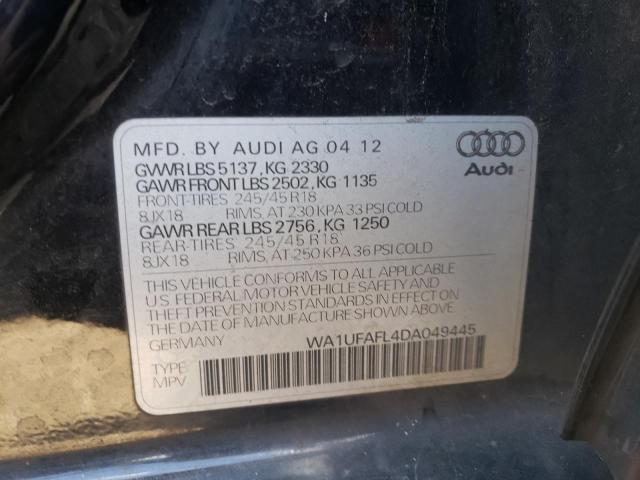 MFD. BY AUDI AG 04 12
GVWR LBS 5137, KG 2330
GAWR FRONT LBS 2502, KG 1135
FRONT-TIRES 245/45 R18
8JX18 RIMS, AT 230 KPA 33 PSI COLD
GAWR REAR LBS 2756, KG 1250
REAR-TIRES 245/45 R18
8JX18 RIMS, AT 250 KPA 36 PSI COLD
Audi
THIS VEHICLE CONFORMS TO ALL APPLICABLE
U.S. FEDERAL MOTOR VEHICLE SAFETY AND
THEFT PREVENTION STANDARDS IN EFFECT ON
THE DATE OF MANUFACTURE SHOWN ABOVE.
GERMANY WA1UFAFL4DA049445
TYPE:
MPV